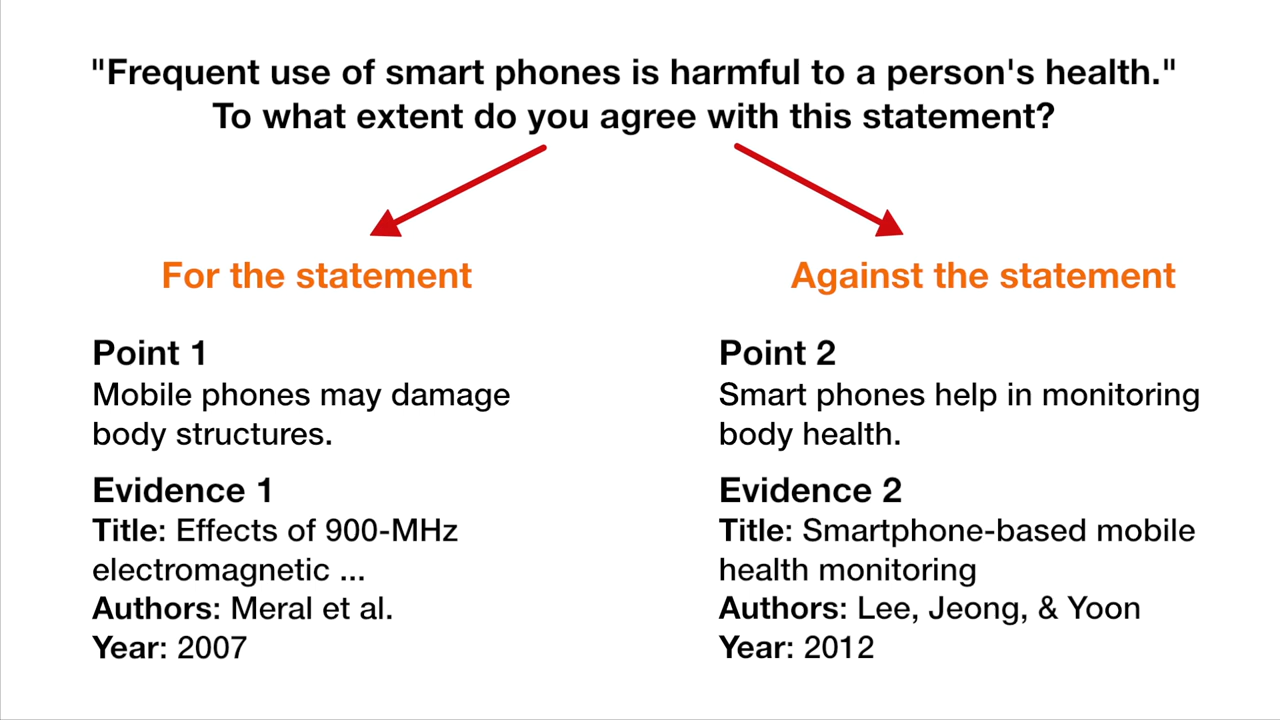 "Frequent use of smart phones is harmful to a person's health."
To what extent do you agree with this statement?
For the statement
Point 1
Mobile phones may damage
body structures.
Evidence 1
Title: Effects of 900-MHz
electromagnetic ...
Authors: Meral et al.
Year: 2007
Against the statement
Point 2
Smart phones help in monitoring
body health.
Evidence 2
Title: Smartphone-based mobile
health monitoring
Authors: Lee, Jeong, & Yoon
Year: 2012